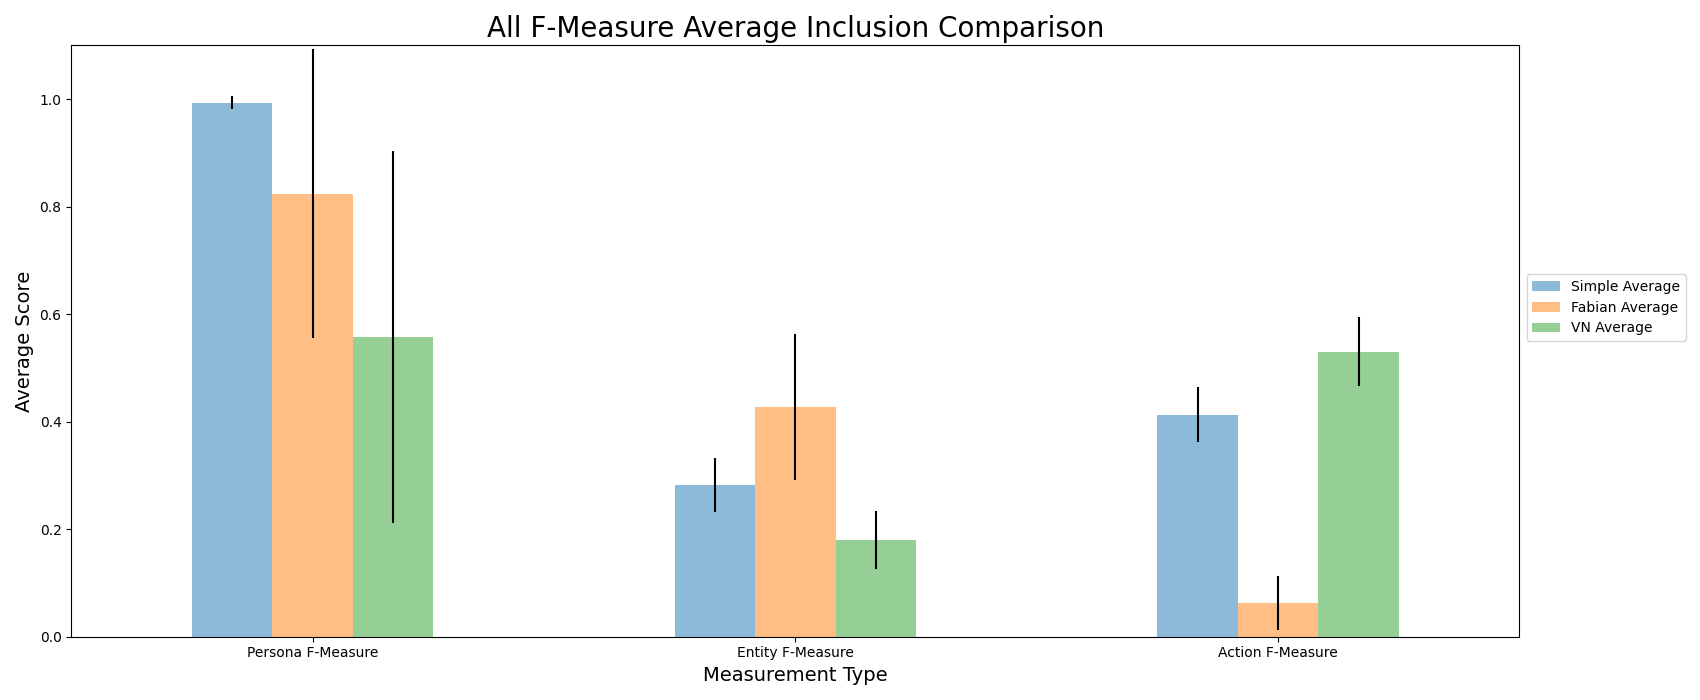 All F-Measure Average Inclusion Comparison
Average Score
1.0
0.8
0.6
0.4
0.2
0.0
Persona F-Measure
Entity F-Measure
Action F-Measure
Measurement Type
Simple Average
Fabian Average
VN Average